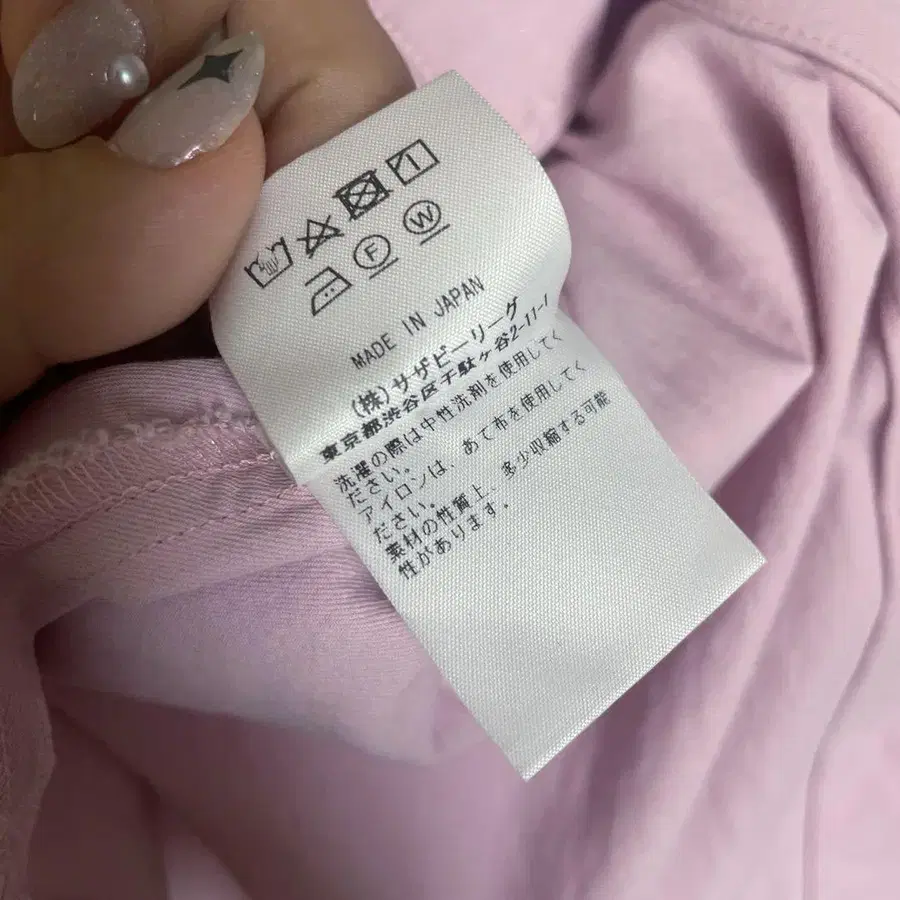 F W
MADE IN JAPAN
(株)サザビーリーグ
東京都渋谷区千駄ヶ谷2-11-1
洗濯の際は中性洗剤を使用してく
ださい。
アイロンは、あて布を使用してく
ださい。
素材の性質上、多少収縮する可能
性があります。